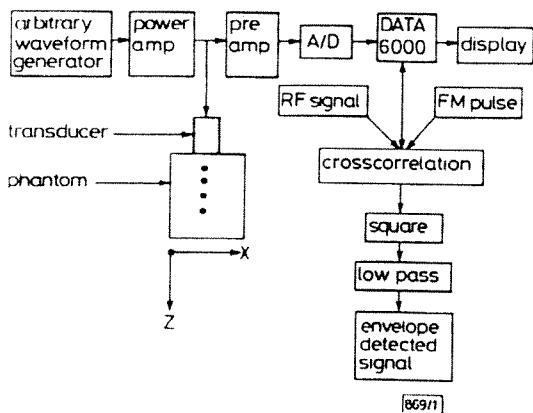 arbitrary
waveform
generator
power
amp
pre
amp
A/D
DATA
6000
display
RF signal
FM pulse
transducer
phantom
crosscorrelation
square
X
low pass
Z
envelope
detected
signal
869/1